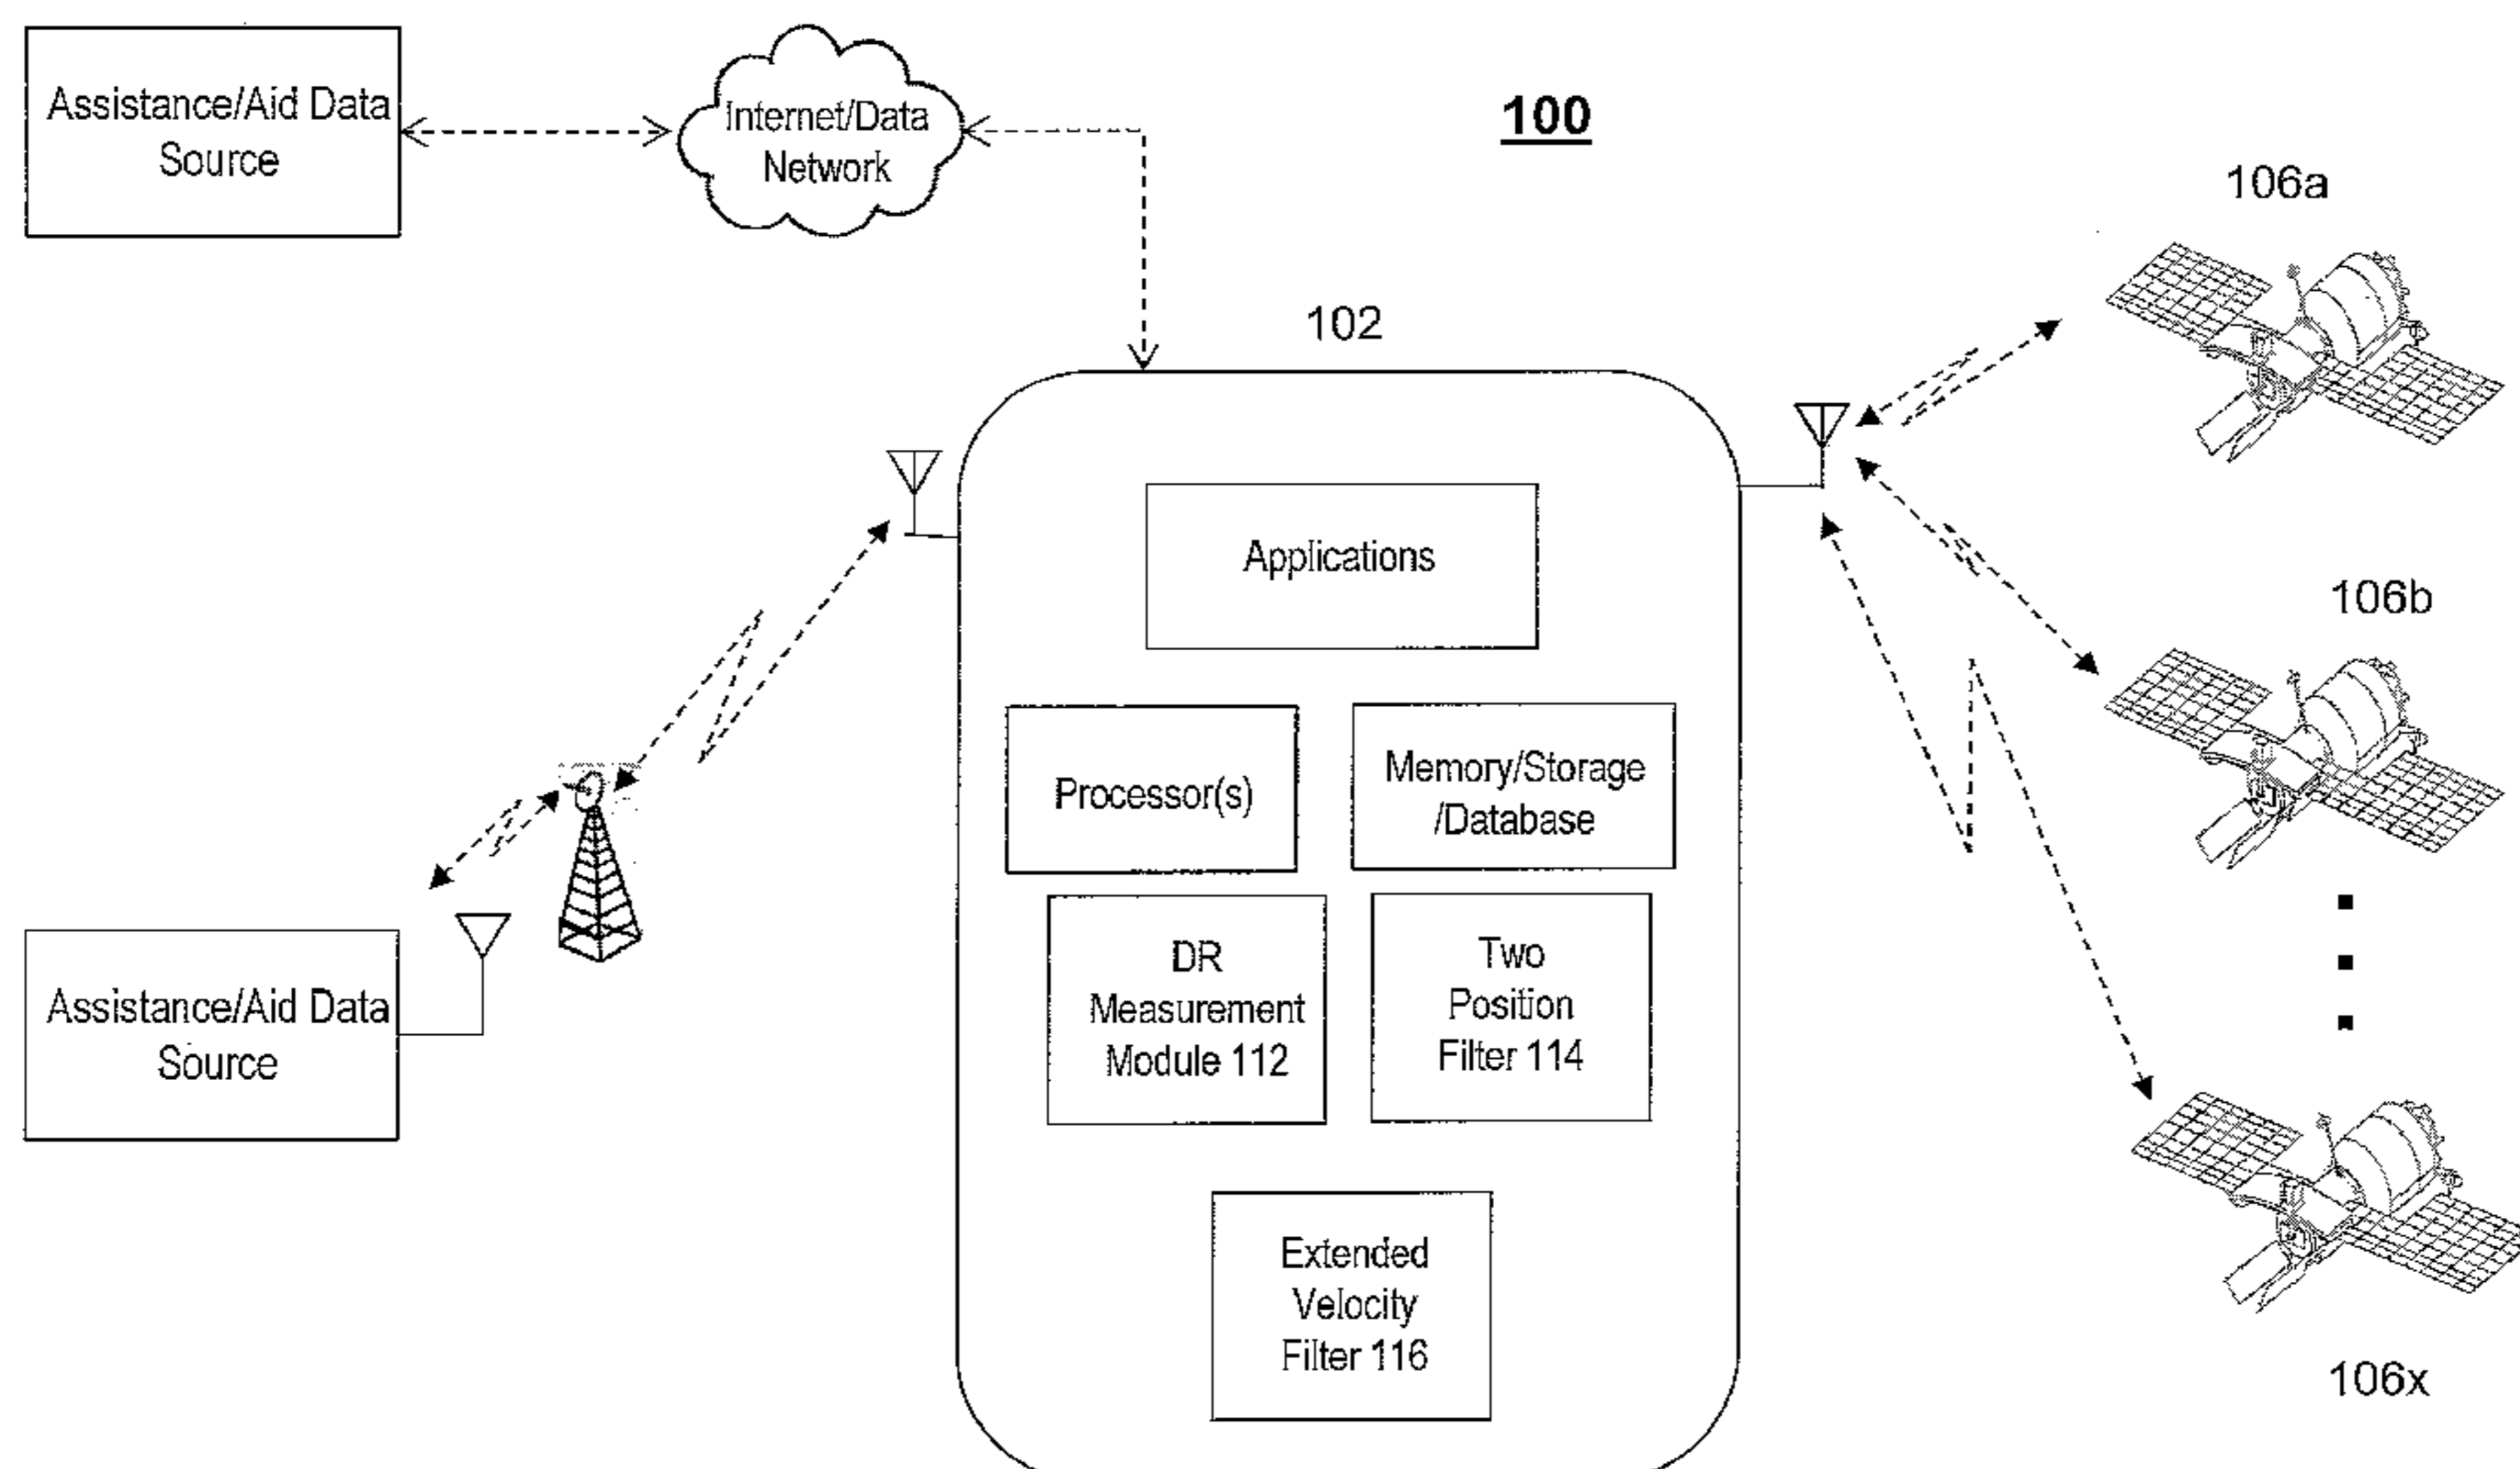 Assistance/Aid Data
Source
Internet/Data
Network
100
106a
102
Applications
106b
Processor(s)
Memory/Storage
/Database
DR
Measurement
Module 112
Two
Position
Filter 114
Assistance/Aid Data
Source
Extended
Velocity
Filter 116
106x